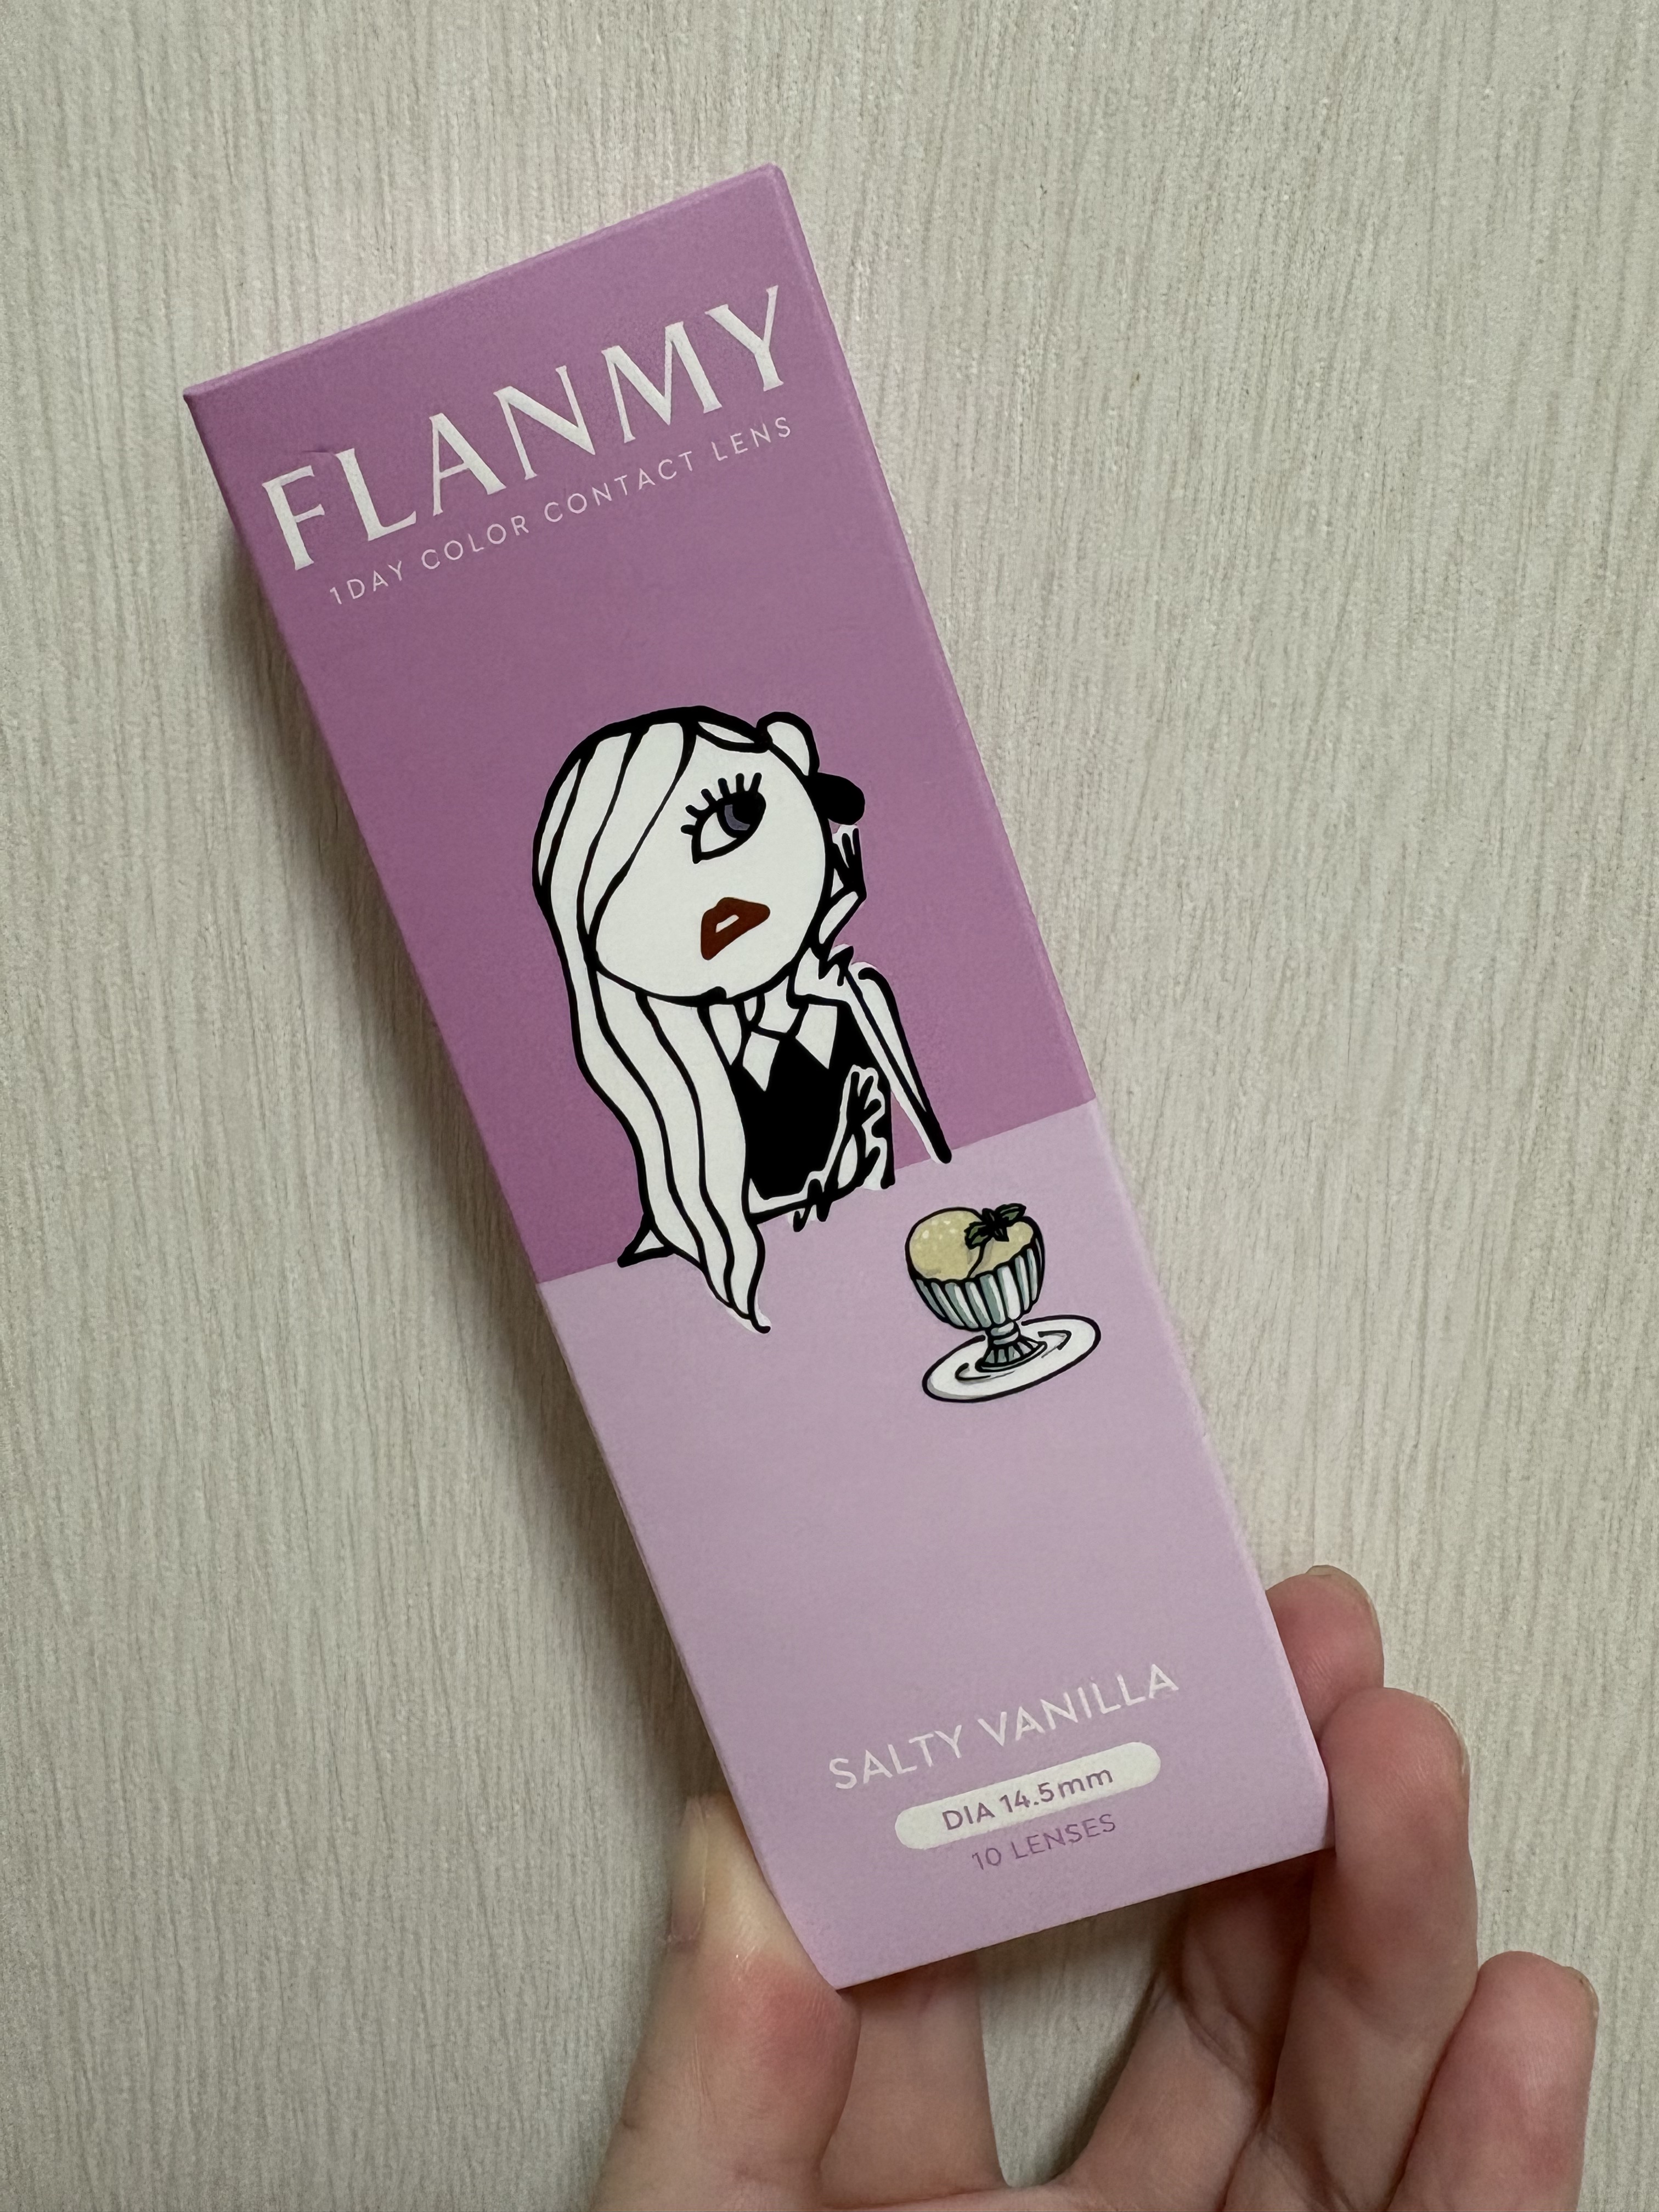 FLANMY
1DAY COLOR CONTACT LENS
SALTY VANILLA
DIA 14.5mm
10 LENSES